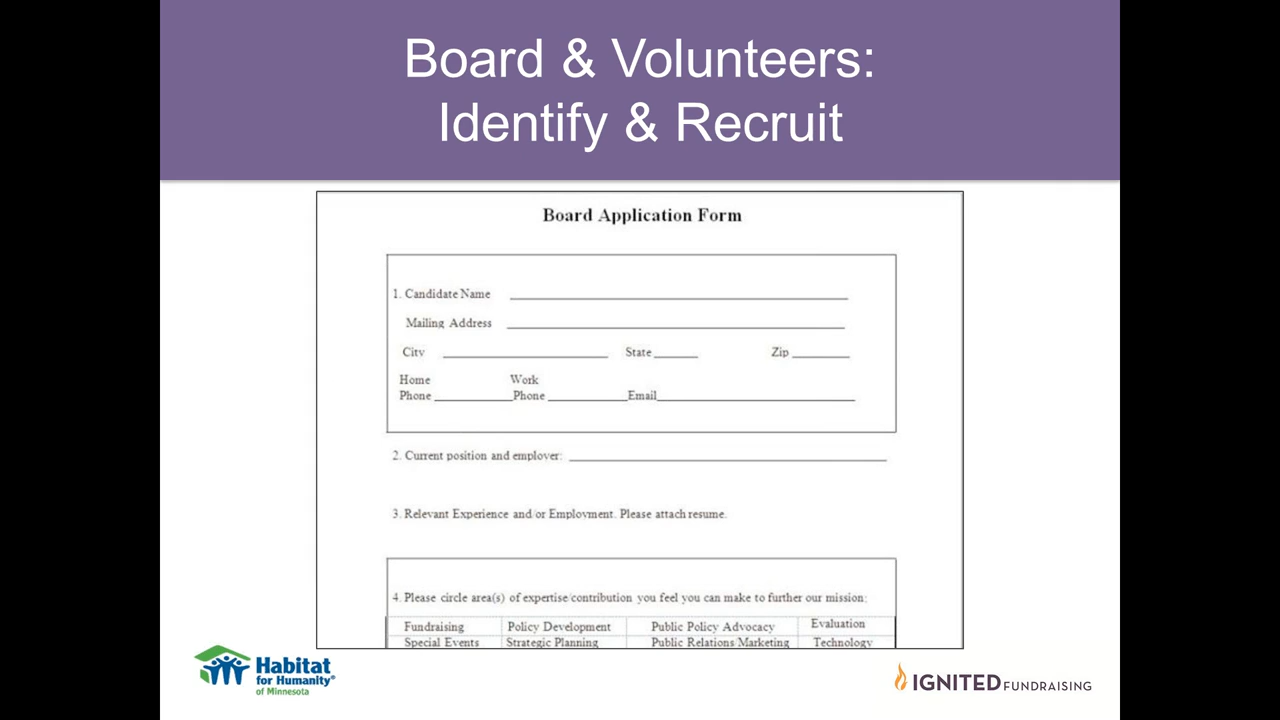 Board & Volunteers:
Identify & Recruit
Board Application Form
1. Candidate Name
Mailing Address
City State Zip
Home Work
Phone Phone Email
2. Current position and employer:
3. Relevant Experience and/or Employment. Please attach resume.
4. Please circle area(s) of expertise/contribution you feel you can make to further our mission:
Fundraising Policy Development Public Policy Advocacy Evaluation
Special Events Strategic Planning Public Relations/Marketing Technology
Habitat
for Humanity®
of Minnesota
IGNITED FUNDRAISING